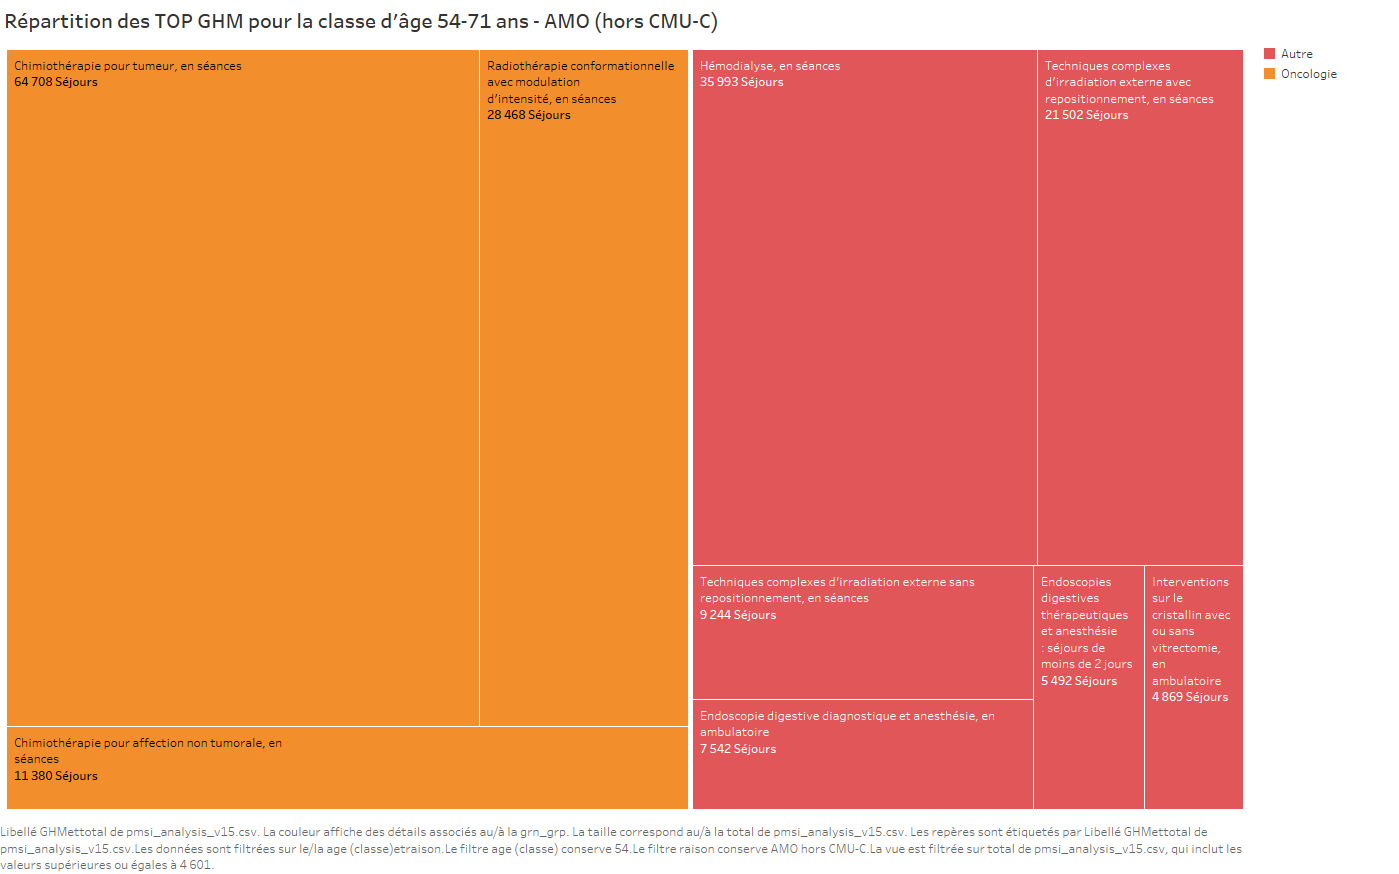 Répartition des TOP GHM pour la classe d’âge 54-71 ans - AMO (hors CMU-C)
Autre
Oncologie
Chimiothérapie pour tumeur, en séances
64 708 Séjours
Radiothérapie conformationnelle
avec modulation
d’intensité, en séances
28 468 Séjours
Chimiothérapie pour affection non tumorale, en
séances
11 380 Séjours
Hémodialyse, en séances
35 993 Séjours
Techniques complexes
d’irradiation externe avec
repositionnement, en séances
21 502 Séjours
Techniques complexes d’irradiation externe sans
repositionnement, en séances
9 244 Séjours
Endoscopie digestive diagnostique et anesthésie, en
ambulatoire
7 542 Séjours
Endoscopies
digestives
thérapeutiques
et anesthésie
: séjours de
moins de 2 jours
5 492 Séjours
Interventions
sur le
cristallin avec
ou sans
vitrectomie,
en
ambulatoire
4 869 Séjours
Libellé GHMettotal de pmsi_analysis_v15.csv. La couleur affiche des détails associés au/à la grn_grp. La taille correspond au/à la total de pmsi_analysis_v15.csv. Les repères sont étiquetés par Libellé GHMettotal de
pmsi_analysis_v15.csv.Les données sont filtrées sur le/la age (classe)etraison.Le filtre age (classe) conserve 54.Le filtre raison conserve AMO hors CMU-C.La vue est filtrée sur total de pmsi_analysis_v15.csv, qui inclut les
valeurs supérieures ou égales à 4 601.